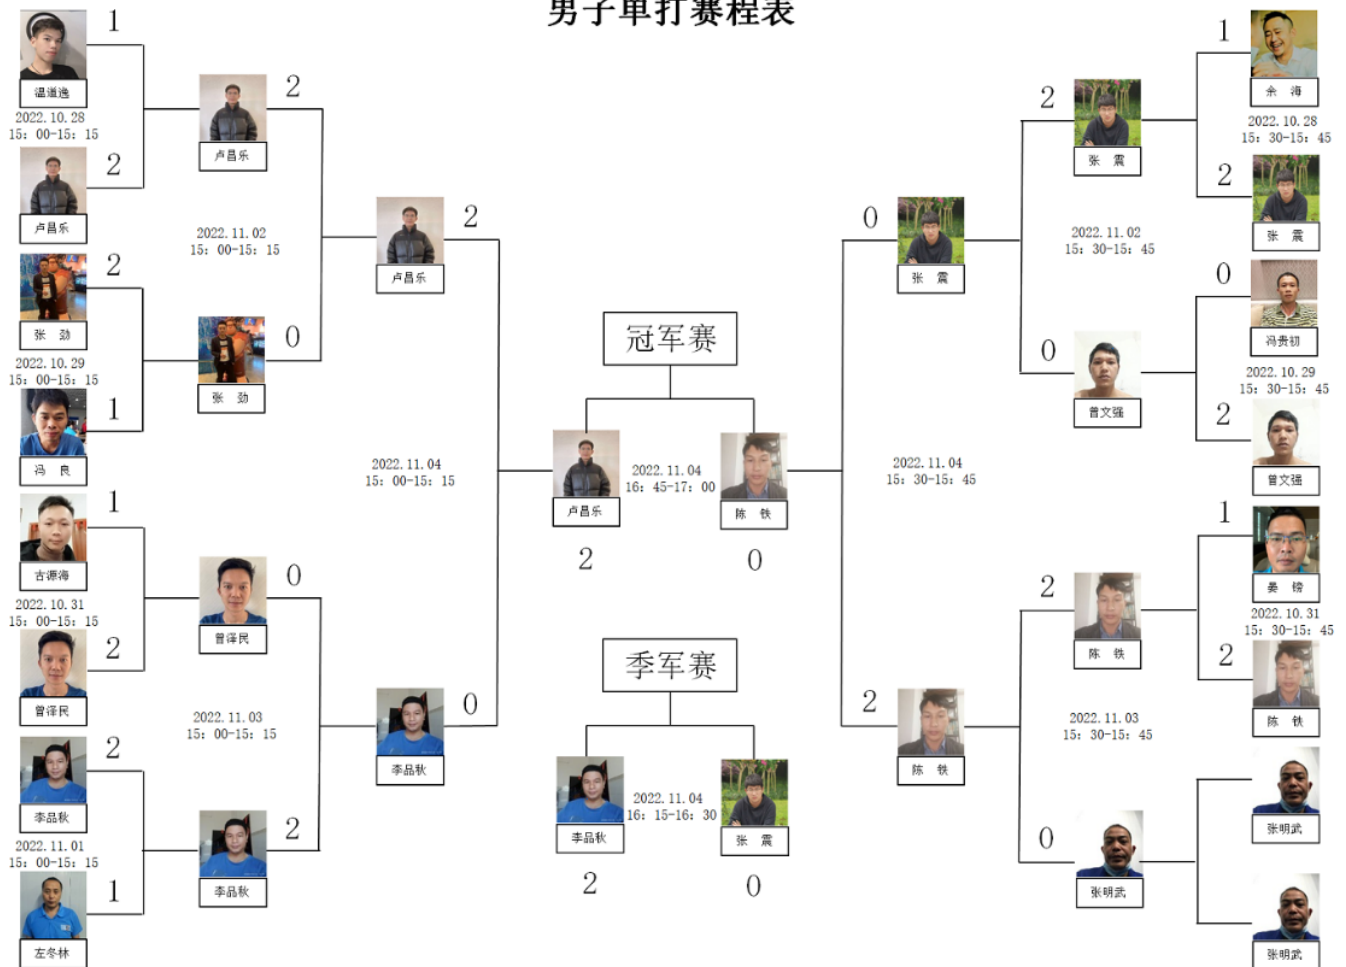 男子单打赛程表
1
温道逸
2022.10.28
15：00-15：15
2
卢昌乐
2
卢昌乐
2022.11.02
15：00-15：15
2
张 劲
2022.10.29
15：00-15：15
1
冯 良
0
张 劲
2
卢昌乐
2022.11.04
15：00-15：15
1
古源海
2022.10.31
15：00-15：15
2
曾泽民
0
曾泽民
2022.11.03
15：00-15：15
2
李品秋
2022.11.01
15：00-15：15
1
左冬林
2
李品秋
0
李品秋
冠军赛
卢昌乐
2
2022.11.04
16：45-17：00
陈 铁
0
季军赛
李品秋
2
2022.11.04
16：15-16：30
张 震
0
0
张 震
2022.11.04
15：30-15：45
2
陈 铁
2
张 震
2022.11.02
15：30-15：45
0
曾文强
2
陈 铁
2022.11.03
15：30-15：45
0
张明武
1
余 海
2022.10.28
15：30-15：45
2
张 震
0
冯贵初
2022.10.29
15：30-15：45
2
曾文强
1
晏 镑
2022.10.31
15：30-15：45
2
陈 铁
张明武
张明武